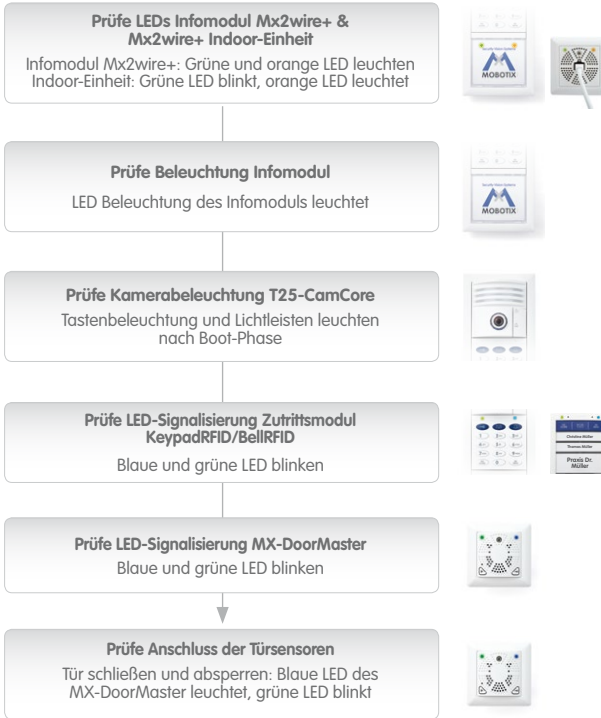 Prüfe LEDs Infomodul Mx2wire+ &
Mx2wire+ Indoor-Einheit
Infomodul Mx2wire+: Grüne und orange LED leuchten
Indoor-Einheit: Grüne LED blinkt, orange LED leuchtet
MOBOTIX
Prüfe Beleuchtung Infomodul
LED Beleuchtung des Infomoduls leuchtet
MOBOTIX
Prüfe Kamerabeleuchtung T25-CamCore
Tastenbeleuchtung und Lichtleisten leuchten
nach Boot-Phase
Prüfe LED-Signalisierung Zutrittsmodul
KeypadRFID/BellRFID
Blaue und grüne LED blinken
Christine Müller
Thomas Müller
Praxis Dr.
Müller
Prüfe LED-Signalisierung MX-DoorMaster
Blaue und grüne LED blinken
Prüfe Anschluss der Türsensoren
Tür schließen und absperren: Blaue LED des
MX-DoorMaster leuchtet, grüne LED blinkt